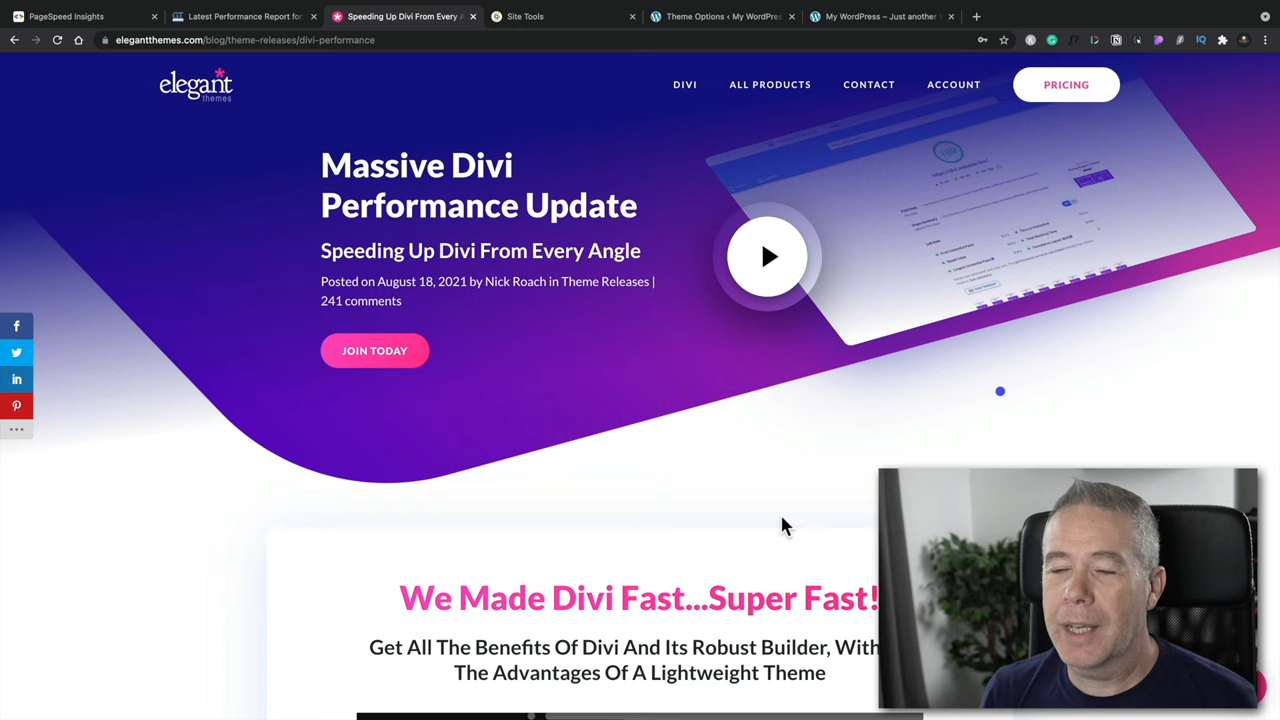 PageSpeed Insights
Latest Performance Report for
Speeding Up Divi From Every A
Site Tools
Theme Options ‹ My WordPre
My WordPress – Just another
elegantthemes.com/blog/theme-releases/divi-performance
elegant
themes
DIVI
ALL PRODUCTS
CONTACT
ACCOUNT
PRICING
Massive Divi
Performance Update
Speeding Up Divi From Every Angle
Posted on August 18, 2021 by Nick Roach in Theme Releases |
241 comments
JOIN TODAY
We Made Divi Fast...Super Fast!
Get All The Benefits Of Divi And Its Robust Builder, With
The Advantages Of A Lightweight Theme